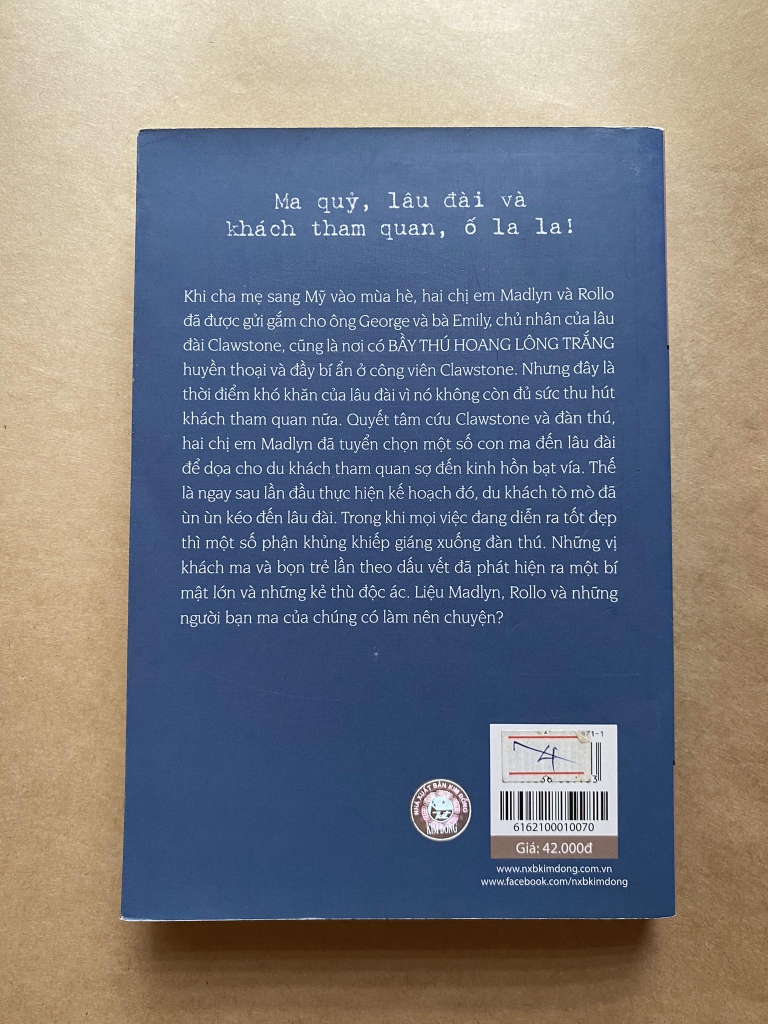 Ma quỷ, lâu đài và
khách tham quan, ố la la!
Khi cha mẹ sang Mỹ vào mùa hè, hai chị em Madlyn và Rollo
đã được gửi gắm cho ông George và bà Emily, chủ nhân của lâu
đài Clawstone, cũng là nơi có BẦY THÚ HOANG LÔNG TRẮNG
huyền thoại và đầy bí ẩn ở công viên Clawstone. Nhưng đây là
thời điểm khó khăn của lâu đài vì nó không còn đủ sức thu hút
khách tham quan nữa. Quyết tâm cứu Clawstone và đàn thú,
hai chị em Madlyn đã tuyển chọn một số con ma đến lâu đài
để dọa cho du khách tham quan sợ đến kinh hồn bạt vía. Thế
là ngay sau lần đầu thực hiện kế hoạch đó, du khách tò mò đã
ùn ùn kéo đến lâu đài. Trong khi mọi việc đang diễn ra tốt đẹp
thì một số phận khủng khiếp giáng xuống đàn thú. Những vị
khách ma và bọn trẻ lần theo dấu vết đã phát hiện ra một bí
mật lớn và những kẻ thù độc ác. Liệu Madlyn, Rollo và những
người bạn ma của chúng có làm nên chuyện?
71-1
NHÀ XUẤT BẢN KIM ĐỒNG
KIM ĐỒNG
6162100010070
Giá: 42.000đ
www.nxbkimdong.com.vn
www.facebook.com/nxbkimdong